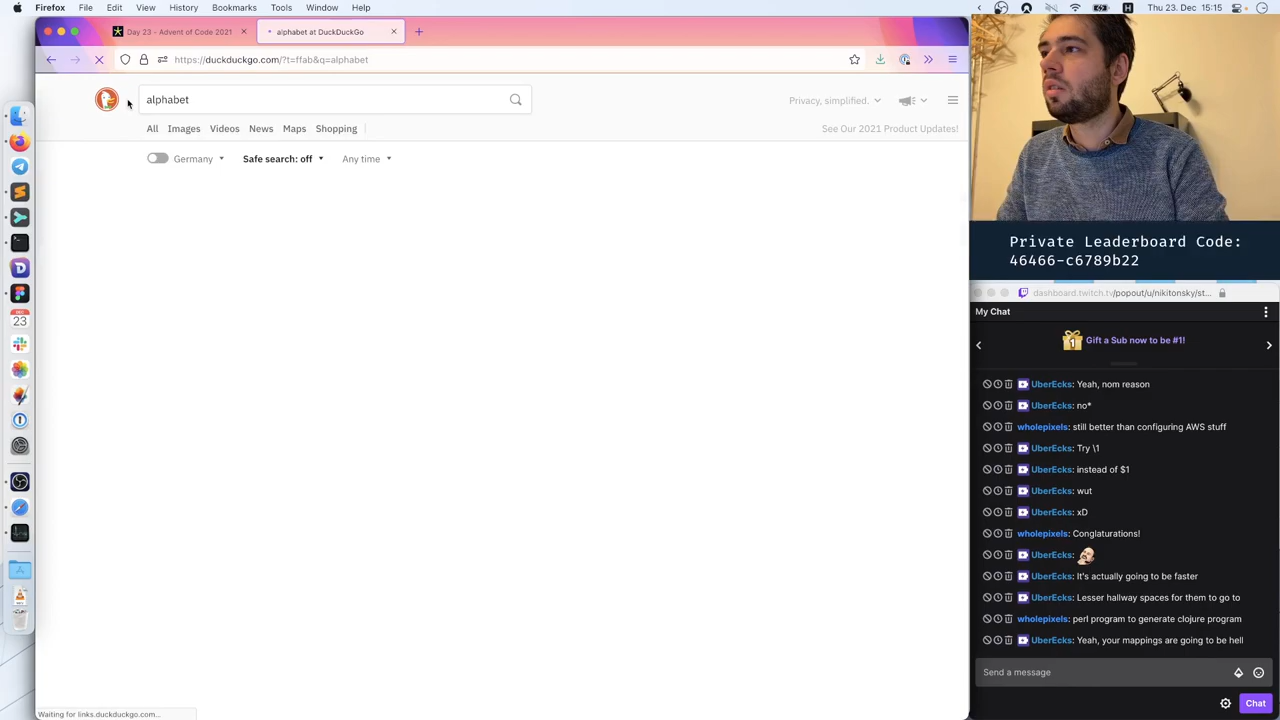 Firefox File Edit View History Bookmarks Tools Window Help
H Thu. 23. Dec 15:15
Day 23 - Advent of Code 2021
alphabet at DuckDuckGo
https://duckduckgo.com/?t=ffab&q=alphabet
alphabet
Privacy, simplified.
All Images Videos News Maps Shopping
See Our 2021 Product Updates!
Germany Safe search: off Any time
Waiting for links.duckduckgo.com...
DEC
23
Private Leaderboard Code:
46466-c6789b22
dashboard.twitch.tv/popout/u/nikitonsky/st...
My Chat
1 Gift a Sub now to be #1!
UberEcks: Yeah, nom reason
UberEcks: no*
wholepixels: still better than configuring AWS stuff
UberEcks: Try \1
UberEcks: instead of $1
UberEcks: wut
UberEcks: xD
wholepixels: Conglaturations!
UberEcks:
UberEcks: It's actually going to be faster
UberEcks: Lesser hallway spaces for them to go to
wholepixels: perl program to generate clojure program
UberEcks: Yeah, your mappings are going to be hell
Send a message
Chat